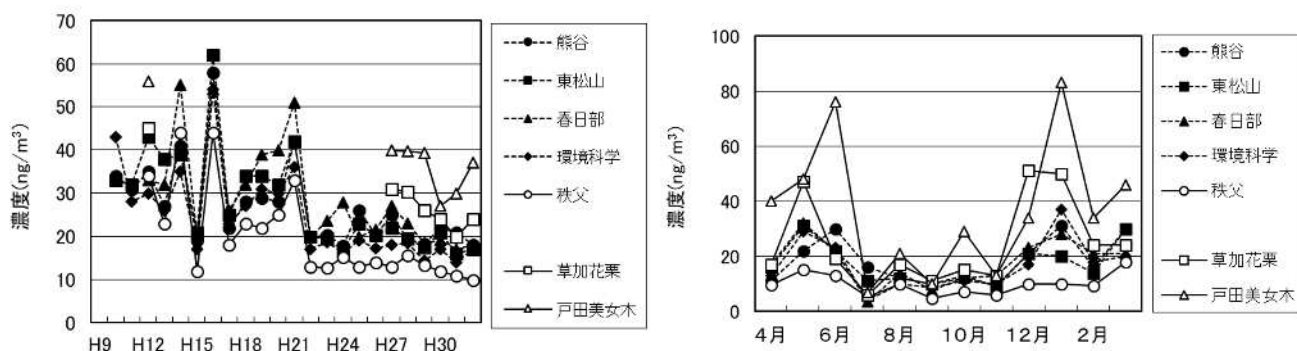 濃度(ng/m³)
70
60
50
40
30
20
10
0
H9 H12 H15 H18 H21 H24 H27 H30
熊谷
東松山
春日部
環境科学
秩父
草加花栗
戸田美女木
濃度(ng/m³)
100
80
60
40
20
0
4月 6月 8月 10月 12月 2月
熊谷
東松山
春日部
環境科学
秩父
草加花栗
戸田美女木